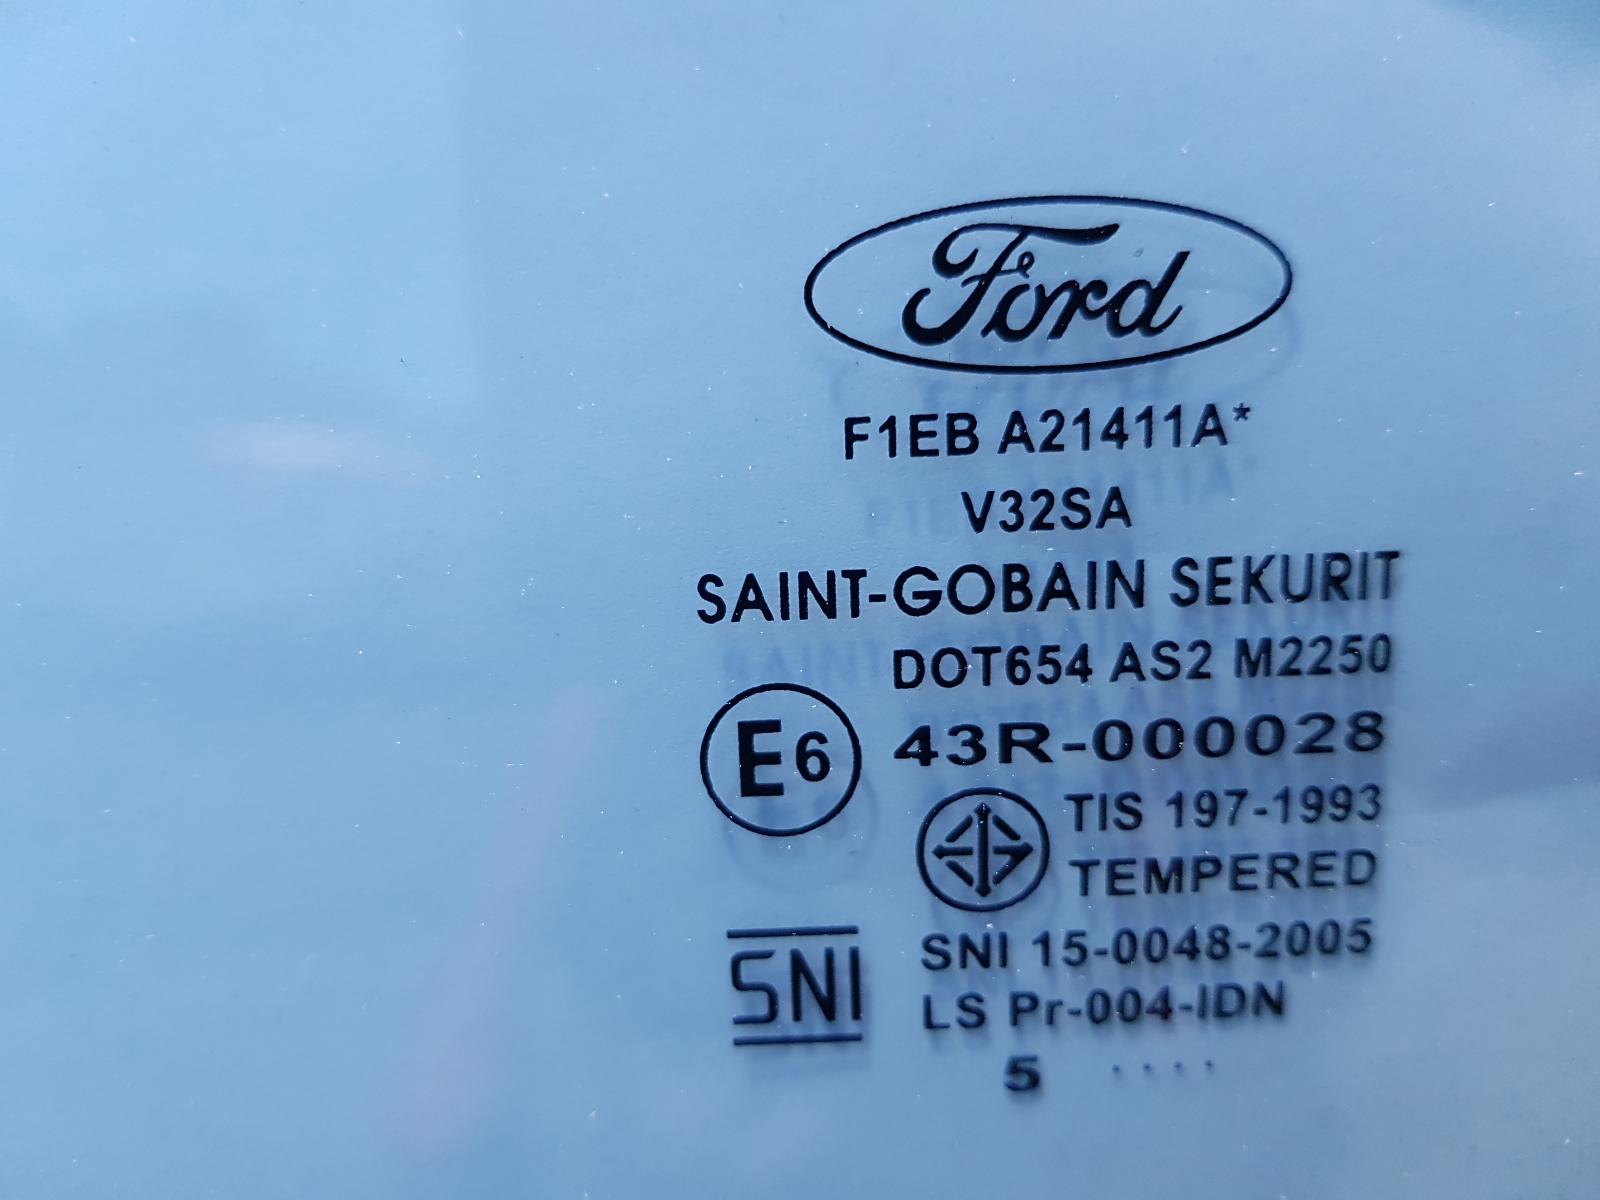 Ford
F1EB A21411A*
V32SA
SAINT-GOBAIN SEKURIT
DOT654 AS2 M2250
E6 43R-000028
TIS 197-1993
TEMPERED
SNI SNI 15-0048-2005
LS Pr-004-IDN
5 ....